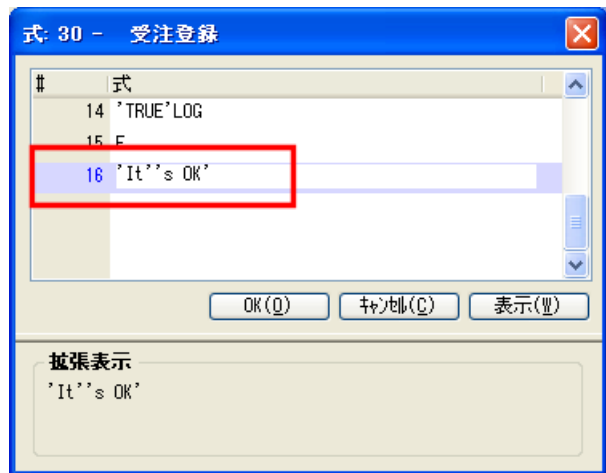 式: 30 - 受注登録
# 式
14 'TRUE'LOG
15 F
16 'It''s OK'
OK(O) ｷｬﾝｾﾙ(C) 表示(W)
拡張表示
'It''s OK'